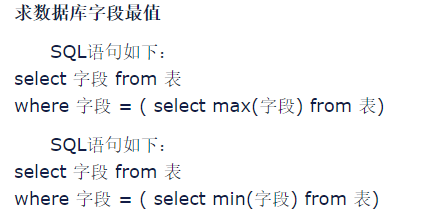 求数据库字段最值
SQL语句如下：
select 字段 from 表
where 字段 = ( select max(字段) from 表)
SQL语句如下：
select 字段 from 表
where 字段 = ( select min(字段) from 表)